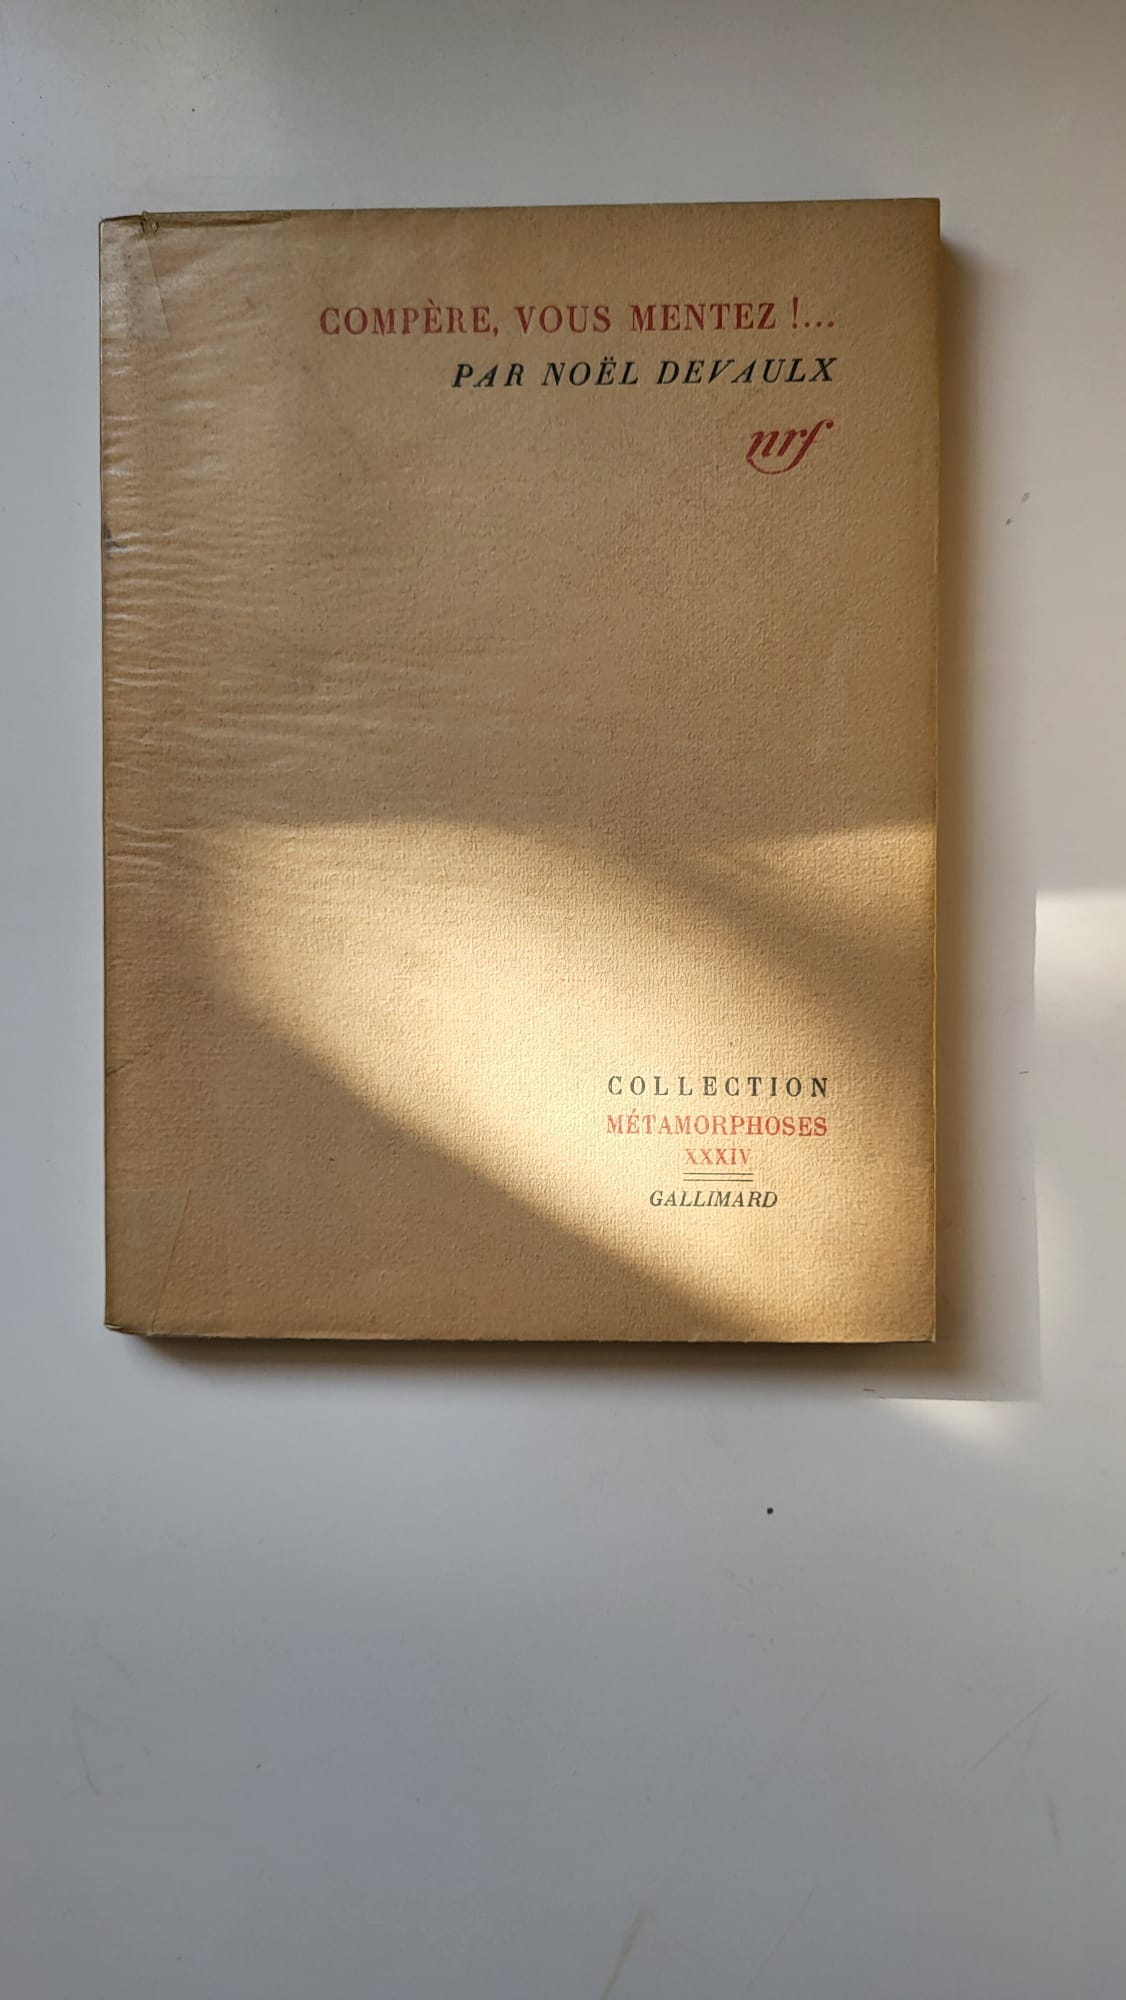 COMPÈRE, VOUS MENTEZ !...
PAR NOËL DEVAULX
nrf
COLLECTION
MÉTAMORPHOSES
XXXIV
GALLIMARD